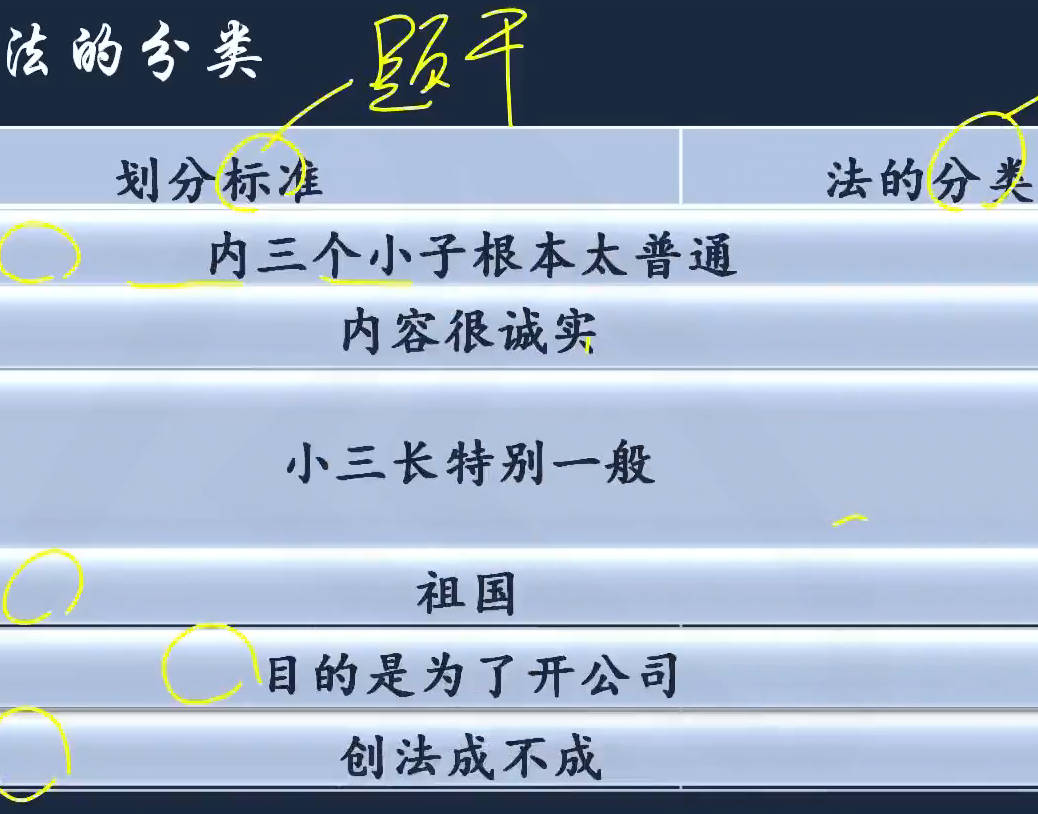 法的分类
题干
划分标准 法的分类
内三个小子根本太普通
内容很诚实
小三长特别一般
祖国
目的是为了开公司
创法成不成